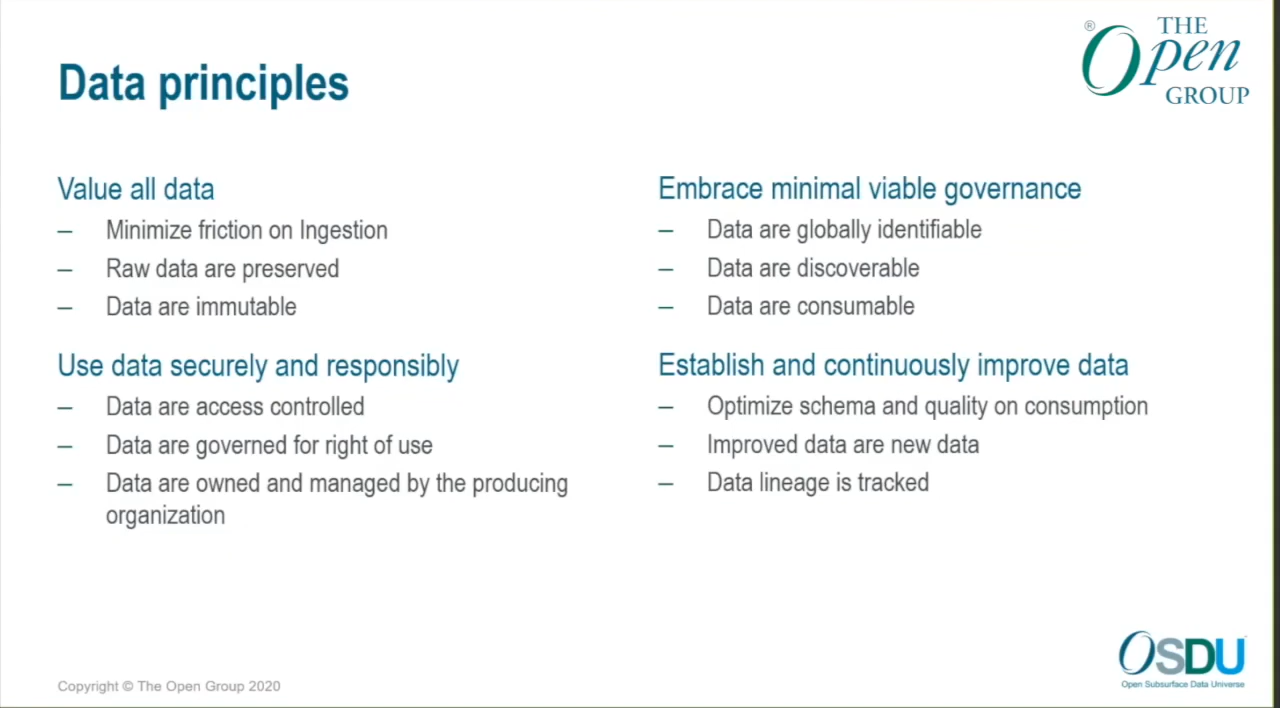 Data principles
® THE
Open
GROUP
Value all data
– Minimize friction on Ingestion
– Raw data are preserved
– Data are immutable
Use data securely and responsibly
– Data are access controlled
– Data are governed for right of use
– Data are owned and managed by the producing
organization
Embrace minimal viable governance
– Data are globally identifiable
– Data are discoverable
– Data are consumable
Establish and continuously improve data
– Optimize schema and quality on consumption
– Improved data are new data
– Data lineage is tracked
Copyright © The Open Group 2020
OSDU
Open Subsurface Data Universe